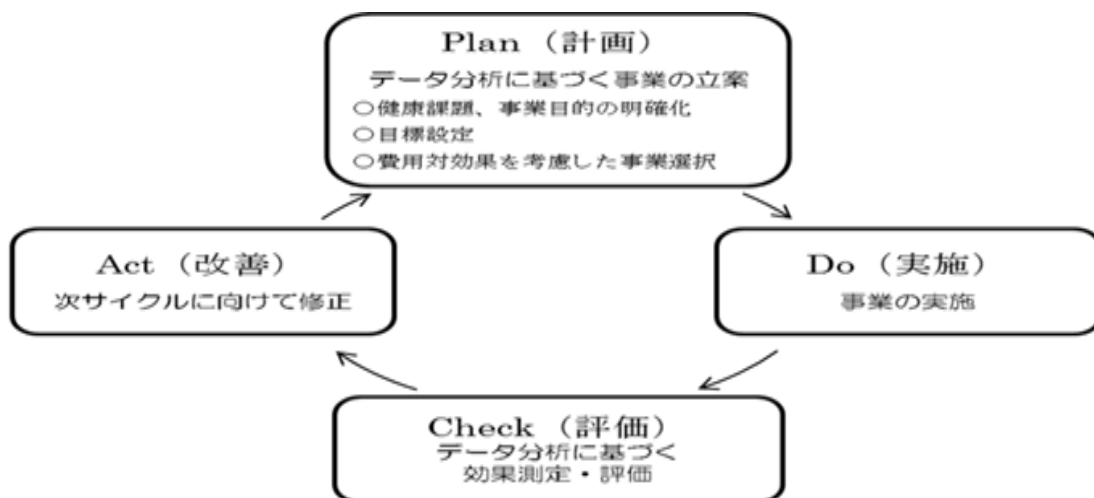 Plan（計画）
データ分析に基づく事業の立案
○健康課題、事業目的の明確化
○目標設定
○費用対効果を考慮した事業選択
Act（改善）
次サイクルに向けて修正
Do（実施）
事業の実施
Check（評価）
データ分析に基づく
効果測定・評価